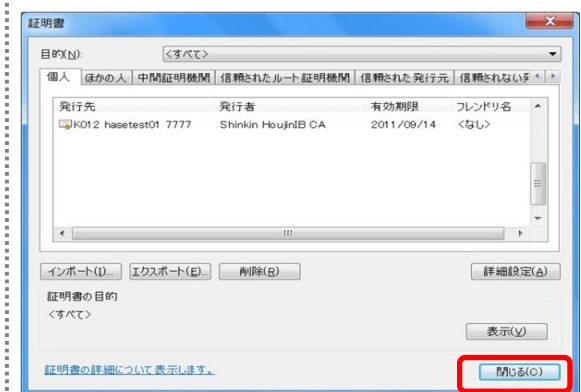 証明書
目的(N): <すべて>
個人 ほかの人 中間証明機関 信頼されたルート証明機関 信頼された発行元 信頼されない
発行先 発行者 有効期限 フレンドリ名
K012 hasetest01 7777 Shinkin HoujinIB CA 2011/09/14 <なし>
インポート(I)... エクスポート(E)... 削除(R) 詳細設定(A)
証明書の目的
<すべて>
表示(V)
証明書の詳細について表示します。
閉じる(C)